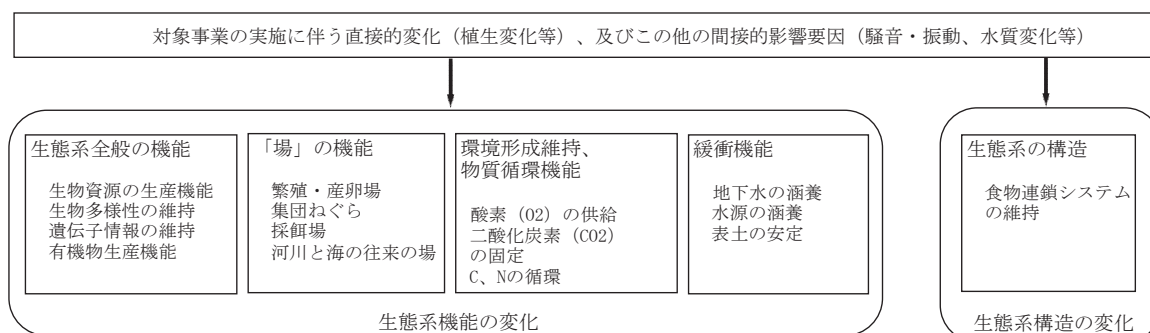 対象事業の実施に伴う直接的変化（植生変化等）、及びこの他の間接的影響要因（騒音・振動、水質変化等）
生態系全般の機能
生物資源の生産機能
生物多様性の維持
遺伝子情報の維持
有機物生産機能
「場」の機能
繁殖・産卵場
集団ねぐら
採餌場
河川と海の往来の場
環境形成維持、
物質循環機能
酸素（O2）の供給
二酸化炭素（CO2）
の固定
C、Nの循環
緩衝機能
地下水の涵養
水源の涵養
表土の安定
生態系機能の変化
生態系の構造
食物連鎖システム
の維持
生態系構造の変化